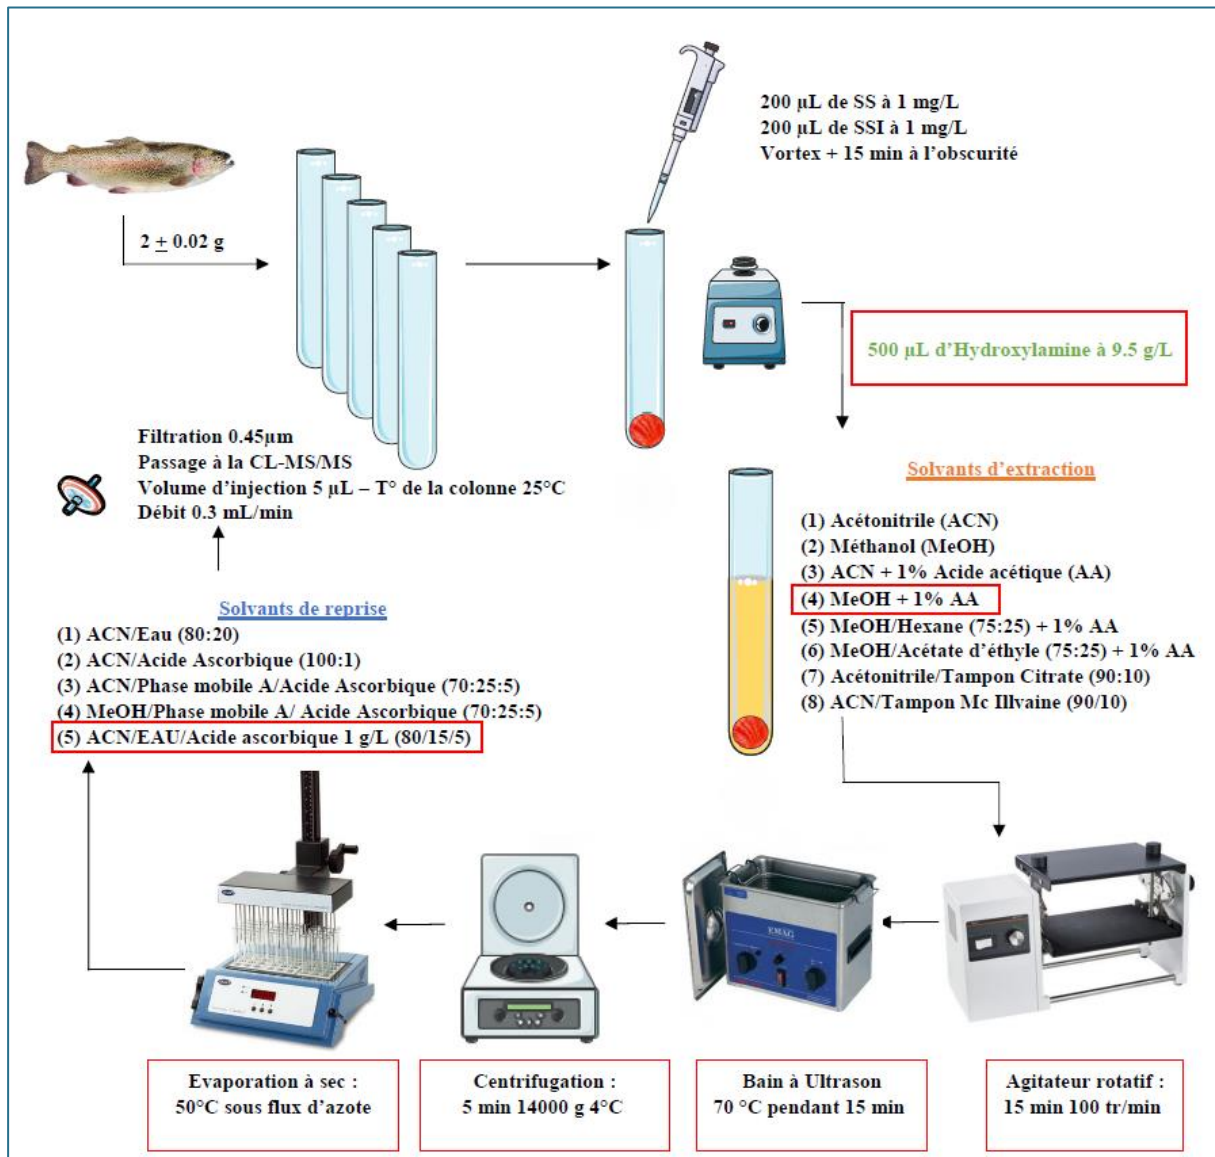 200 µL de SS à 1 mg/L
200 µL de SSI à 1 mg/L
Vortex + 15 min à l'obscurité
2 ± 0.02 g
500 µL d'Hydroxylamine à 9.5 g/L
Solvants d'extraction
(1) Acétonitrile (ACN)
(2) Méthanol (MeOH)
(3) ACN + 1% Acide acétique (AA)
(4) MeOH + 1% AA
(5) MeOH/Hexane (75:25) + 1% AA
(6) MeOH/Acétate d'éthyle (75:25) + 1% AA
(7) Acétonitrile/Tampon Citrate (90:10)
(8) ACN/Tampon Mc Illvaine (90/10)
Agitateur rotatif :
15 min 100 tr/min
EMAG
Bain à Ultrason
70 °C pendant 15 min
Centrifugation :
5 min 14000 g 4°C
Evaporation à sec :
50°C sous flux d'azote
Solvants de reprise
(1) ACN/Eau (80:20)
(2) ACN/Acide Ascorbique (100:1)
(3) ACN/Phase mobile A/Acide Ascorbique (70:25:5)
(4) MeOH/Phase mobile A/ Acide Ascorbique (70:25:5)
(5) ACN/EAU/Acide ascorbique 1 g/L (80/15/5)
Filtration 0.45µm
Passage à la CL-MS/MS
Volume d'injection 5 µL – T° de la colonne 25°C
Débit 0.3 mL/min